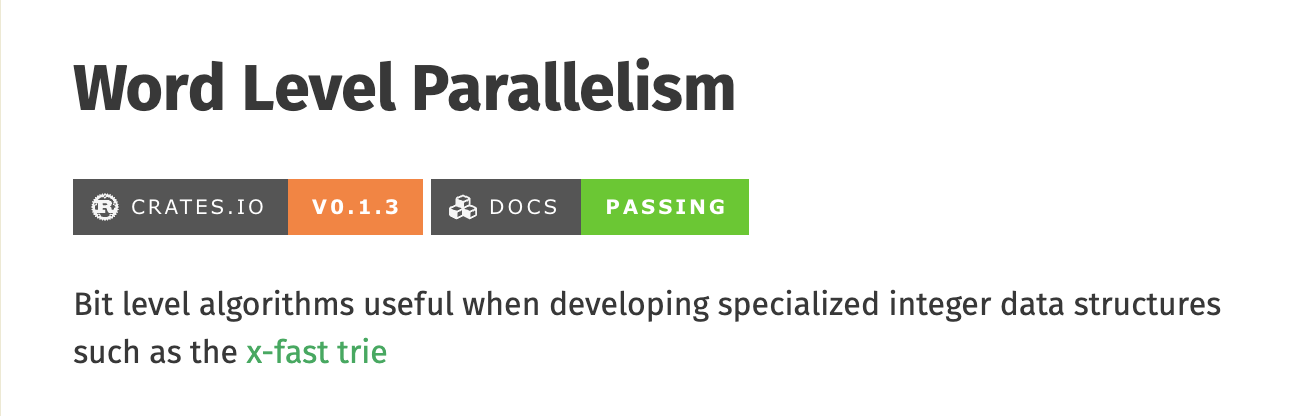 Word Level Parallelism
CRATES.IO V0.1.3 DOCS PASSING
Bit level algorithms useful when developing specialized integer data structures
such as the x-fast trie